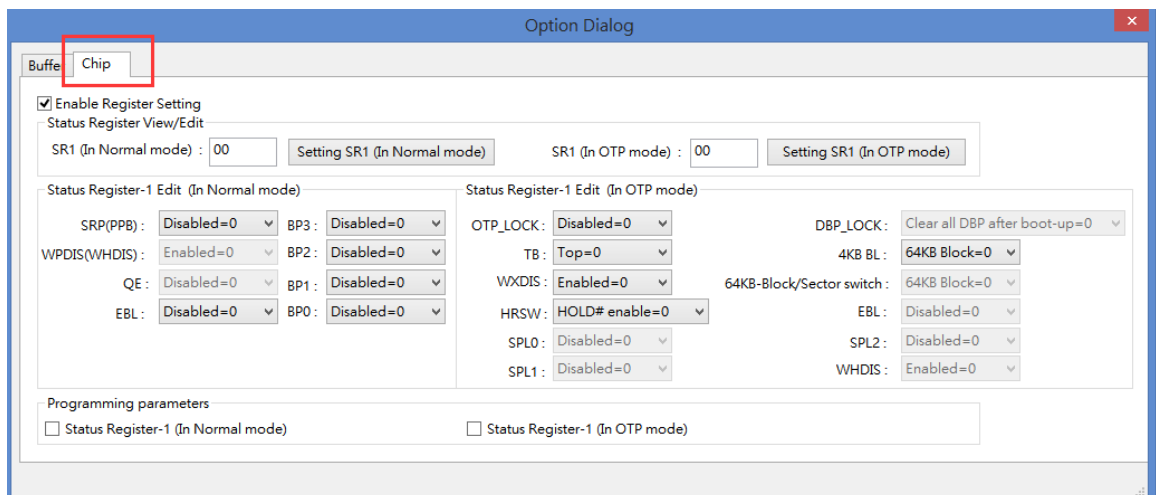 Option Dialog
Buffe Chip
Enable Register Setting
Status Register View/Edit
SR1 (In Normal mode) : 00 Setting SR1 (In Normal mode) SR1 (In OTP mode) : 00 Setting SR1 (In OTP mode)
Status Register-1 Edit (In Normal mode) Status Register-1 Edit (In OTP mode)
SRP(PPB) : Disabled=0 BP3 : Disabled=0 OTP_LOCK : Disabled=0 DBP_LOCK : Clear all DBP after boot-up=0
WPDIS(WHDIS) : Enabled=0 BP2 : Disabled=0 TB : Top=0 4KB BL : 64KB Block=0
QE : Disabled=0 BP1 : Disabled=0 WXDIS : Enabled=0 64KB-Block/Sector switch : 64KB Block=0
EBL : Disabled=0 BP0 : Disabled=0 HRSW : HOLD# enable=0 EBL : Disabled=0
SPL0 : Disabled=0 SPL2 : Disabled=0
SPL1 : Disabled=0 WHDIS : Enabled=0
Programming parameters
Status Register-1 (In Normal mode) Status Register-1 (In OTP mode)